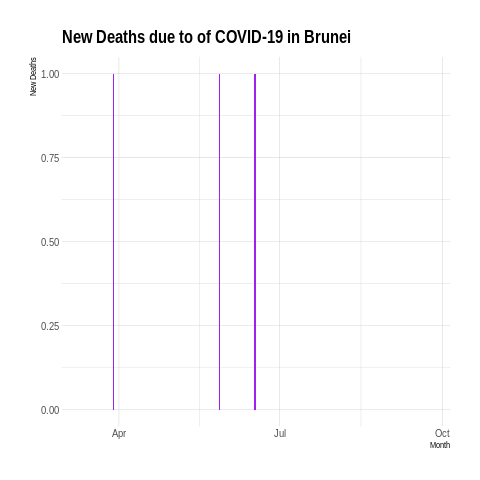 New Deaths due to of COVID-19 in Brunei
New Deaths
1.00
0.75
0.50
0.25
0.00
Apr
Jul
Oct
Month